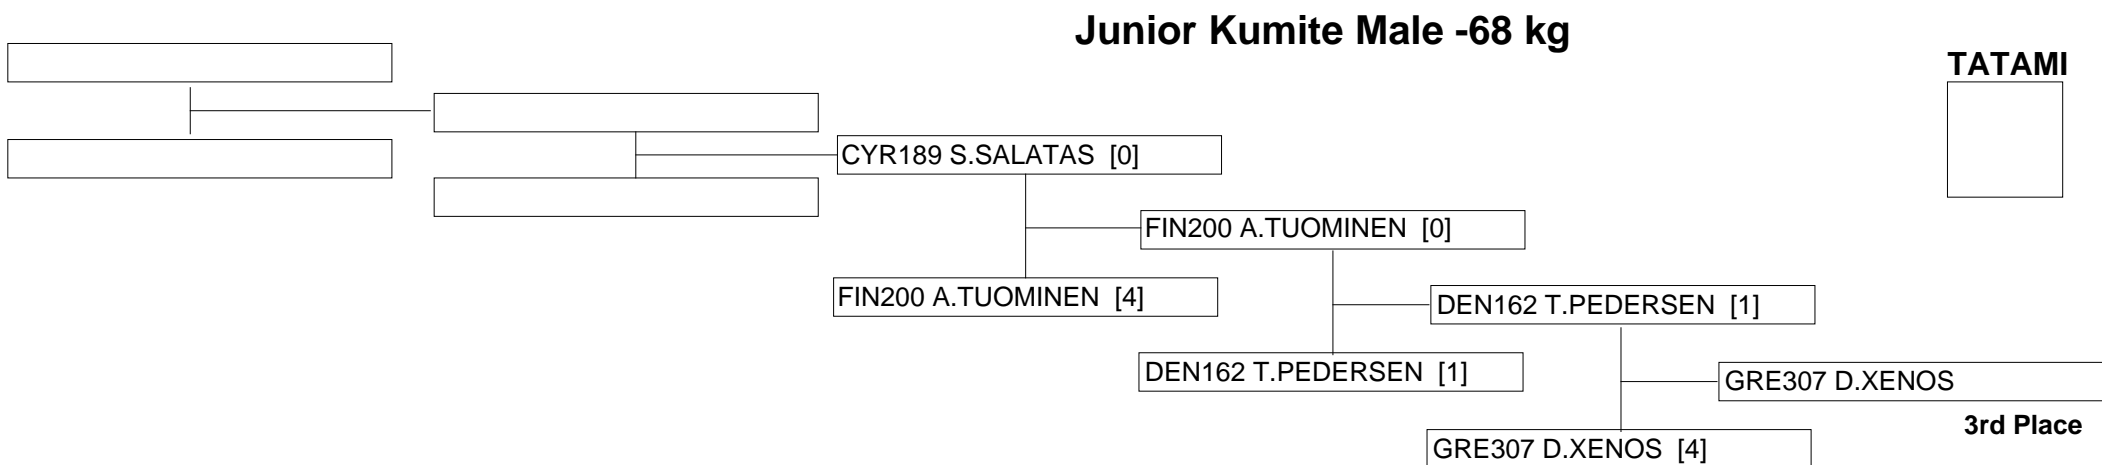 Junior Kumite Male -68 kg
TATAMI
CYR189 S.SALATAS [0]
FIN200 A.TUOMINEN [0]
FIN200 A.TUOMINEN [4]
DEN162 T.PEDERSEN [1]
DEN162 T.PEDERSEN [1]
GRE307 D.XENOS
3rd Place
GRE307 D.XENOS [4]